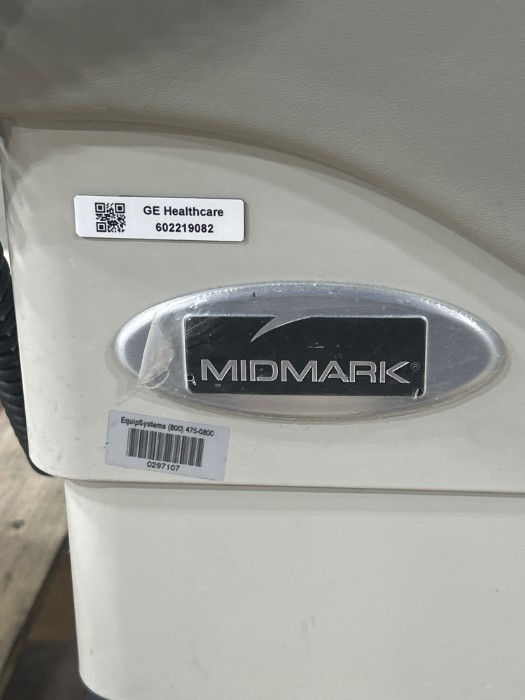 GE Healthcare
602219082
MIDMARK®
EquipSystems (800) 475-0800
0297107